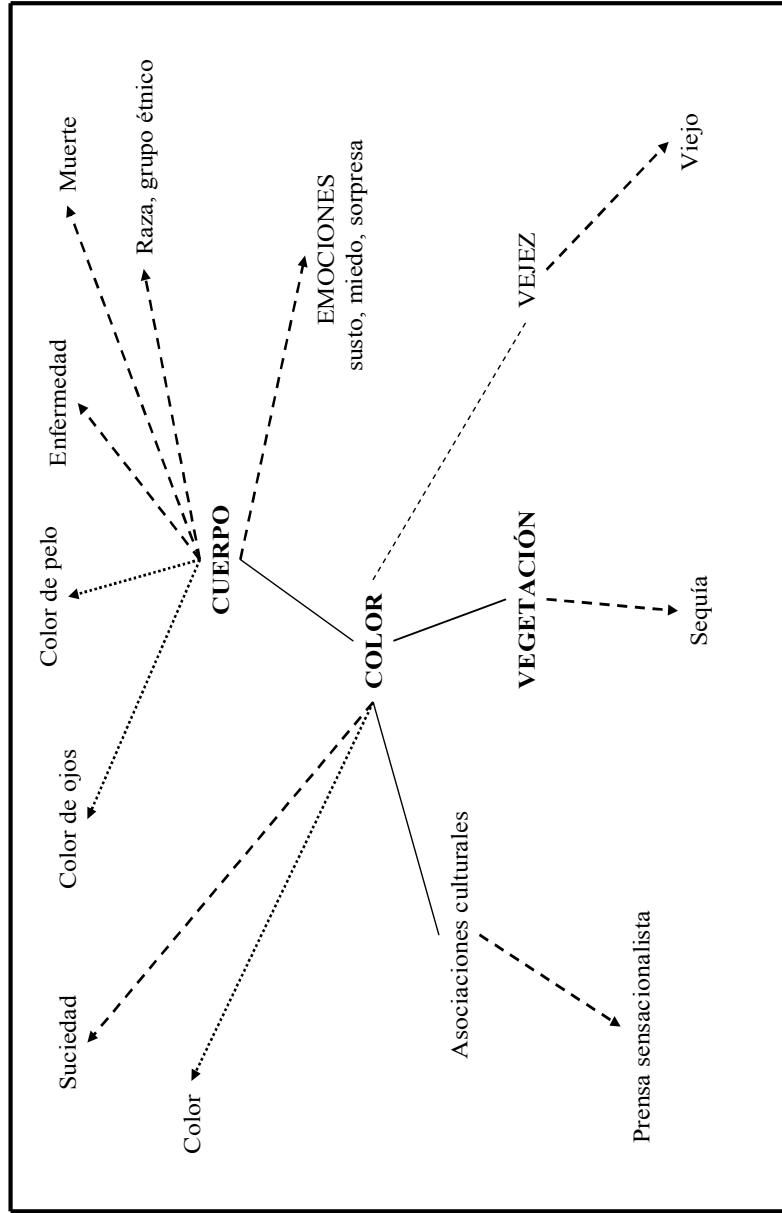 Suciedad
Color de ojos
Color de pelo
Enfermedad
Muerte
Raza, grupo étnico
Color
CUERPO
EMOCIONES
susto, miedo, sorpresa
COLOR
Asociaciones culturales
VEGETACIÓN
VEJEZ
Prensa sensacionalista
Sequía
Viejo